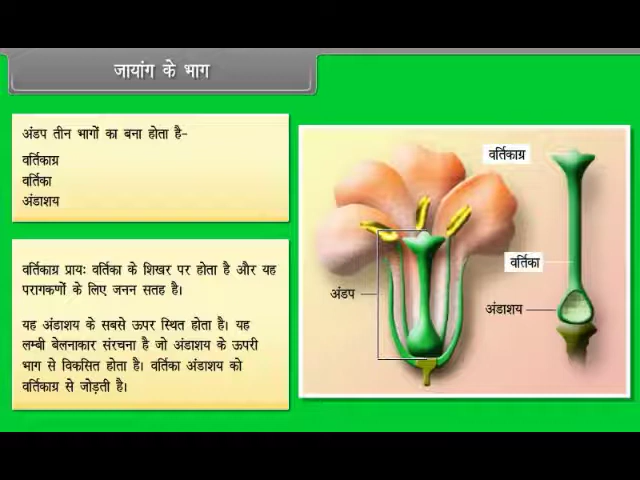 जायांग के भाग
अंडप तीन भागों का बना होता है-
वर्तिकाग्र
वर्तिका
अंडाशय
वर्तिकाग्र प्रायः वर्तिका के शिखर पर होता है और यह
परागकणों के लिए जनन सतह है।
यह अंडाशय के सबसे ऊपर स्थित होता है। यह
लम्बी बेलनाकार संरचना है जो अंडाशय के ऊपरी
भाग से विकसित होता है। वर्तिका अंडाशय को
वर्तिकाग्र से जोड़ती है।
वर्तिकाग्र
वर्तिका
अंडप
अंडाशय